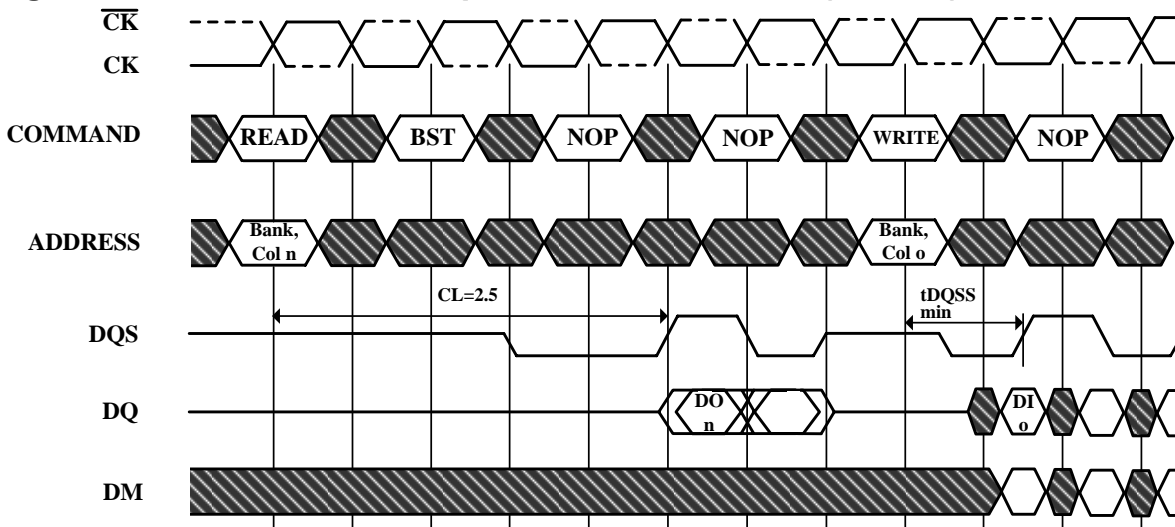 CK
CK
COMMAND
READ
BST
NOP
NOP
WRITE
NOP
ADDRESS
Bank,
Col n
Bank,
Col o
CL=2.5
tDQSS
min
DQS
DQ
DO
n
DI
o
DM